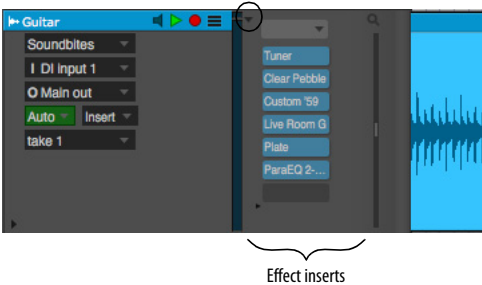 Guitar
Soundbites
I DI input 1
O Main out
Auto Insert
take 1
Tuner
Clear Pebble
Custom '59
Live Room G
Plate
ParaEQ 2-...
Effect inserts